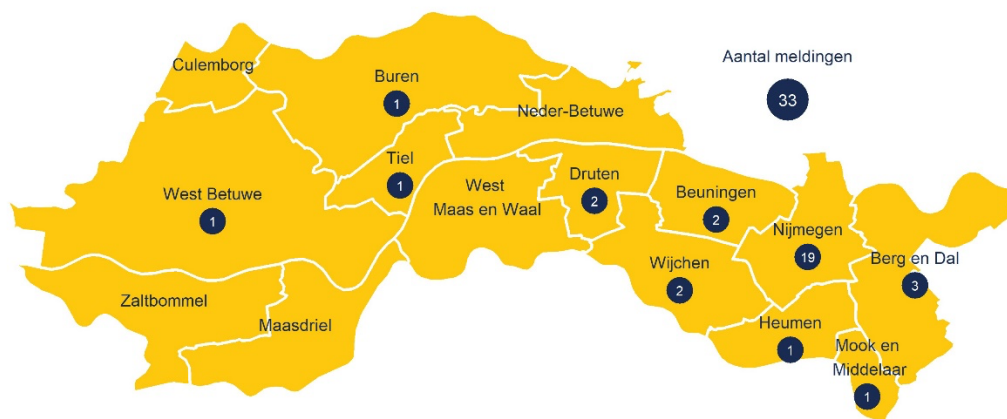 Culemborg
Buren
1
Aantal meldingen
33
Neder-Betuwe
Tiel
1
West Betuwe
1
West
Maas en Waal
Druten
2
Beuningen
2
Nijmegen
19
Berg en Dal
3
Wijchen
2
Zaltbommel
Maasdriel
Heumen
1
Mook en
Middelaar
1